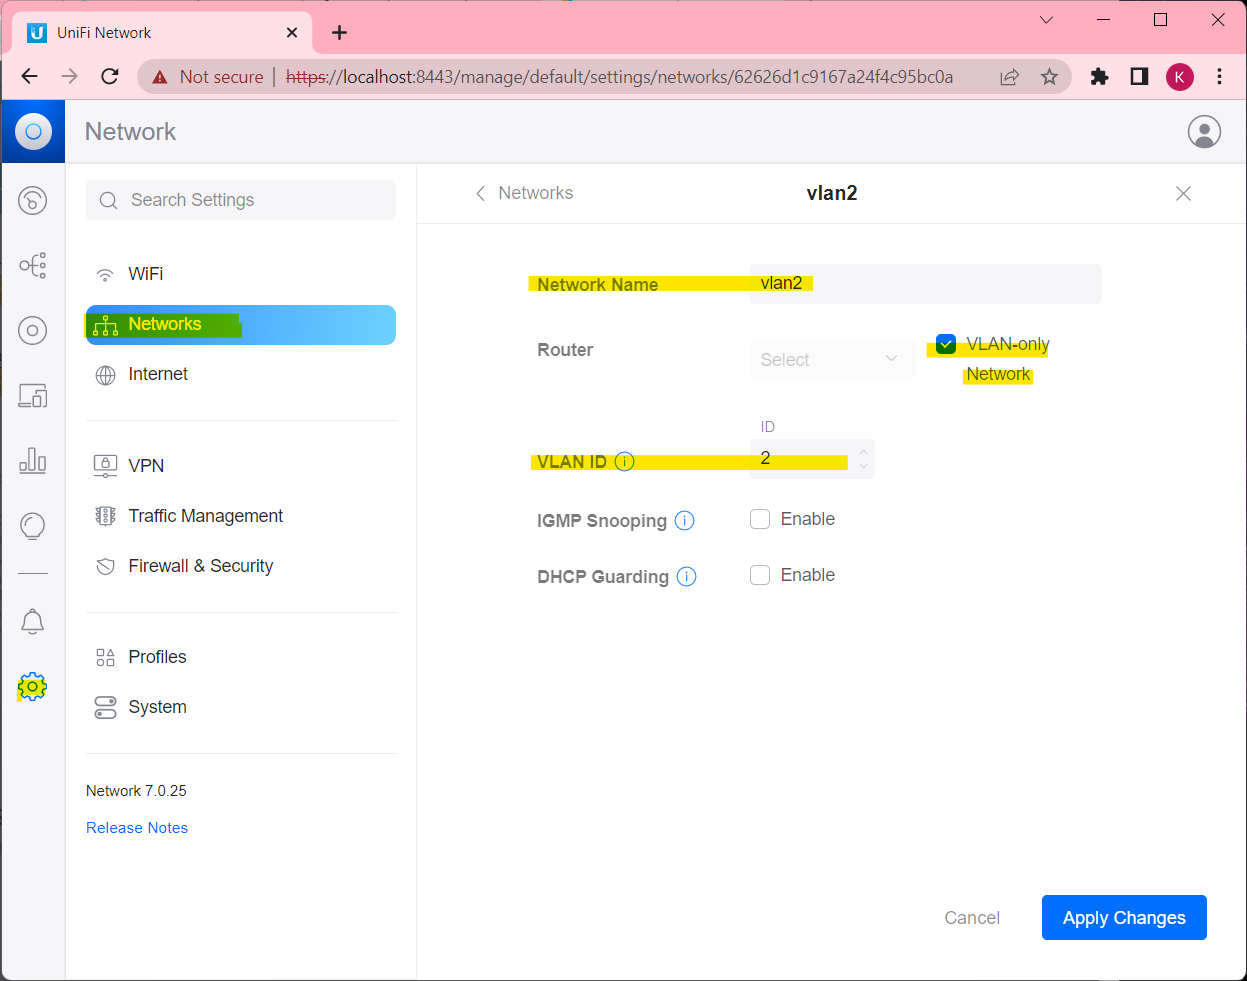 UniFi Network
Not secure | https://localhost:8443/manage/default/settings/networks/62626d1c9167a24f4c95bc0a
K
Network
Search Settings
WiFi
Networks
Internet
VPN
Traffic Management
Firewall & Security
Profiles
System
Network 7.0.25
Release Notes
Networks
vlan2
Network Name vlan2
Router Select VLAN-only
Network
ID
VLAN ID 2
IGMP Snooping Enable
DHCP Guarding Enable
Cancel Apply Changes